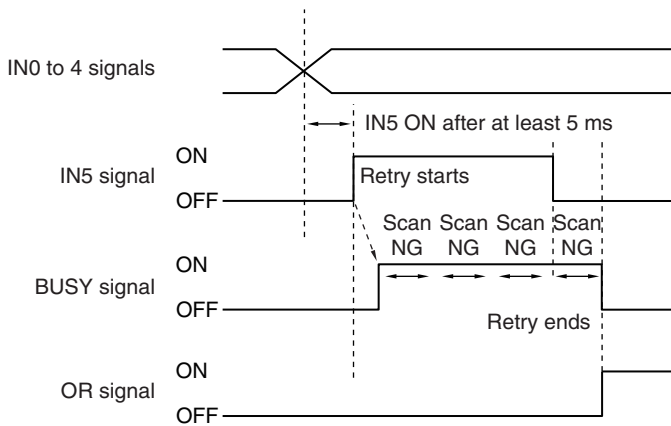 IN0 to 4 signals
IN5 ON after at least 5 ms
ON
IN5 signal
Retry starts
OFF
Scan NG
Scan NG
Scan NG
Scan NG
ON
BUSY signal
OFF
Retry ends
ON
OR signal
OFF